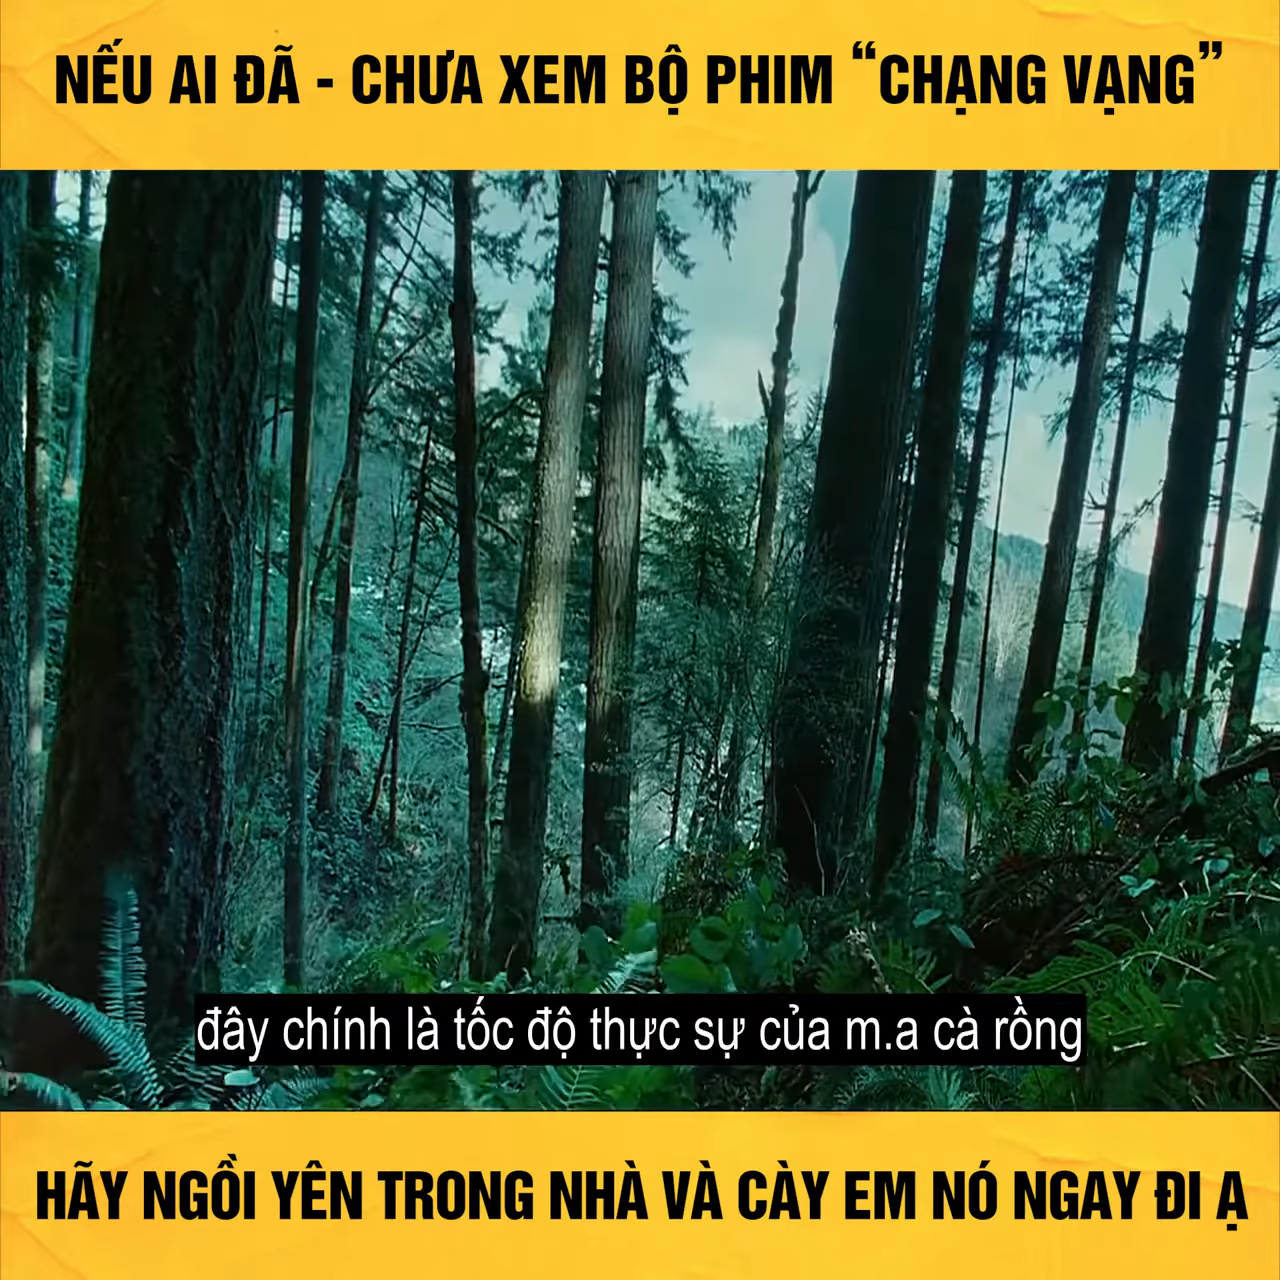 NẾU AI ĐÃ - CHƯA XEM BỘ PHIM “CHẠNG VẠNG”
đây chính là tốc độ thực sự của m.a cà rồng
HÃY NGỒI YÊN TRONG NHÀ VÀ CÀY EM NÓ NGAY ĐI Ạ